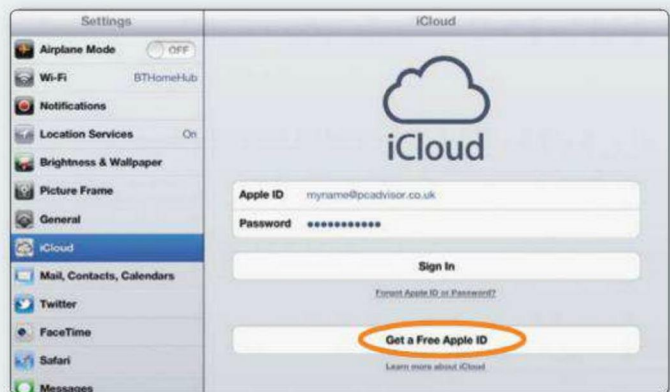 Settings
Airplane Mode OFF
Wi-Fi BTHomeHub
Notifications
Location Services On
Brightness & Wallpaper
Picture Frame
General
iCloud
Mail, Contacts, Calendars
Twitter
FaceTime
Safari
Messages
iCloud
iCloud
Apple ID myname@pcadvisor.co.uk
Password •••••••••••
Sign In
Forgot Apple ID or Password?
Get a Free Apple ID
Learn more about iCloud